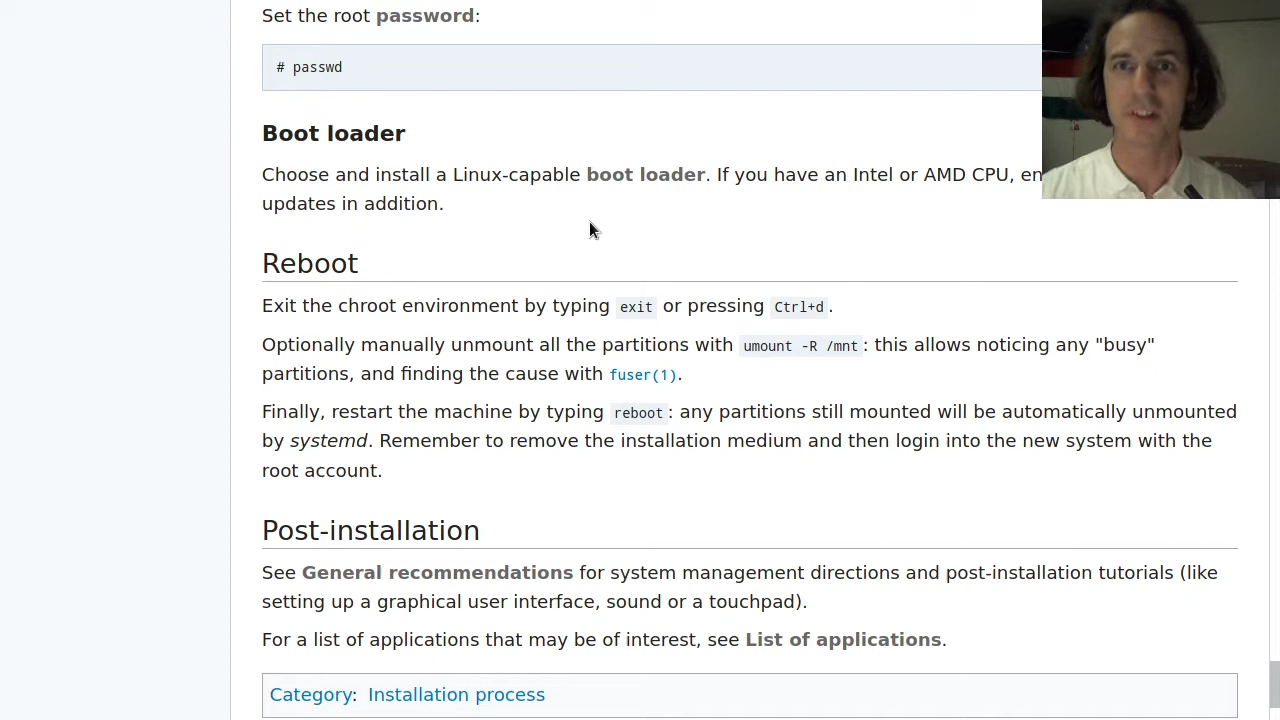 Set the root password:
# passwd
Boot loader
Choose and install a Linux-capable boot loader. If you have an Intel or AMD CPU, en
updates in addition.
Reboot
Exit the chroot environment by typing exit or pressing Ctrl+d.
Optionally manually unmount all the partitions with umount -R /mnt: this allows noticing any "busy"
partitions, and finding the cause with fuser(1).
Finally, restart the machine by typing reboot: any partitions still mounted will be automatically unmounted
by systemd. Remember to remove the installation medium and then login into the new system with the
root account.
Post-installation
See General recommendations for system management directions and post-installation tutorials (like
setting up a graphical user interface, sound or a touchpad).
For a list of applications that may be of interest, see List of applications.
Category: Installation process